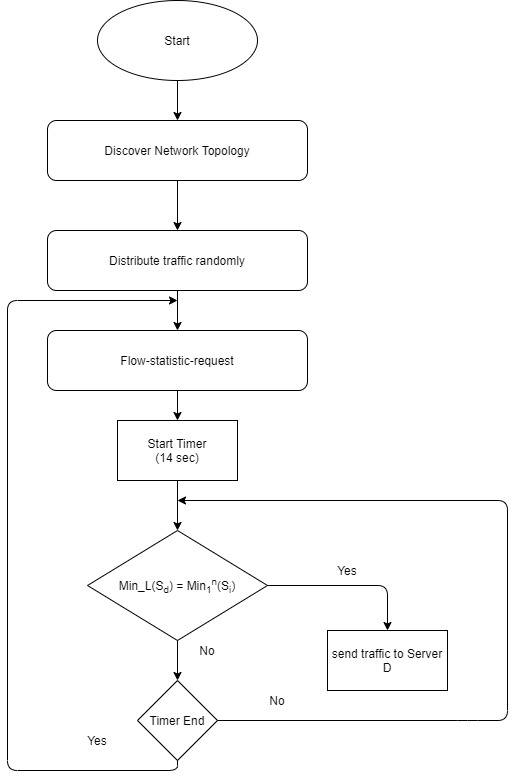 Start
Discover Network Topology
Distribute traffic randomly
Flow-statistic-request
Start Timer
(14 sec)
Min_L(S_d) = Min_1^n(S_i)
Yes
send traffic to Server
D
No
Timer End
No
Yes